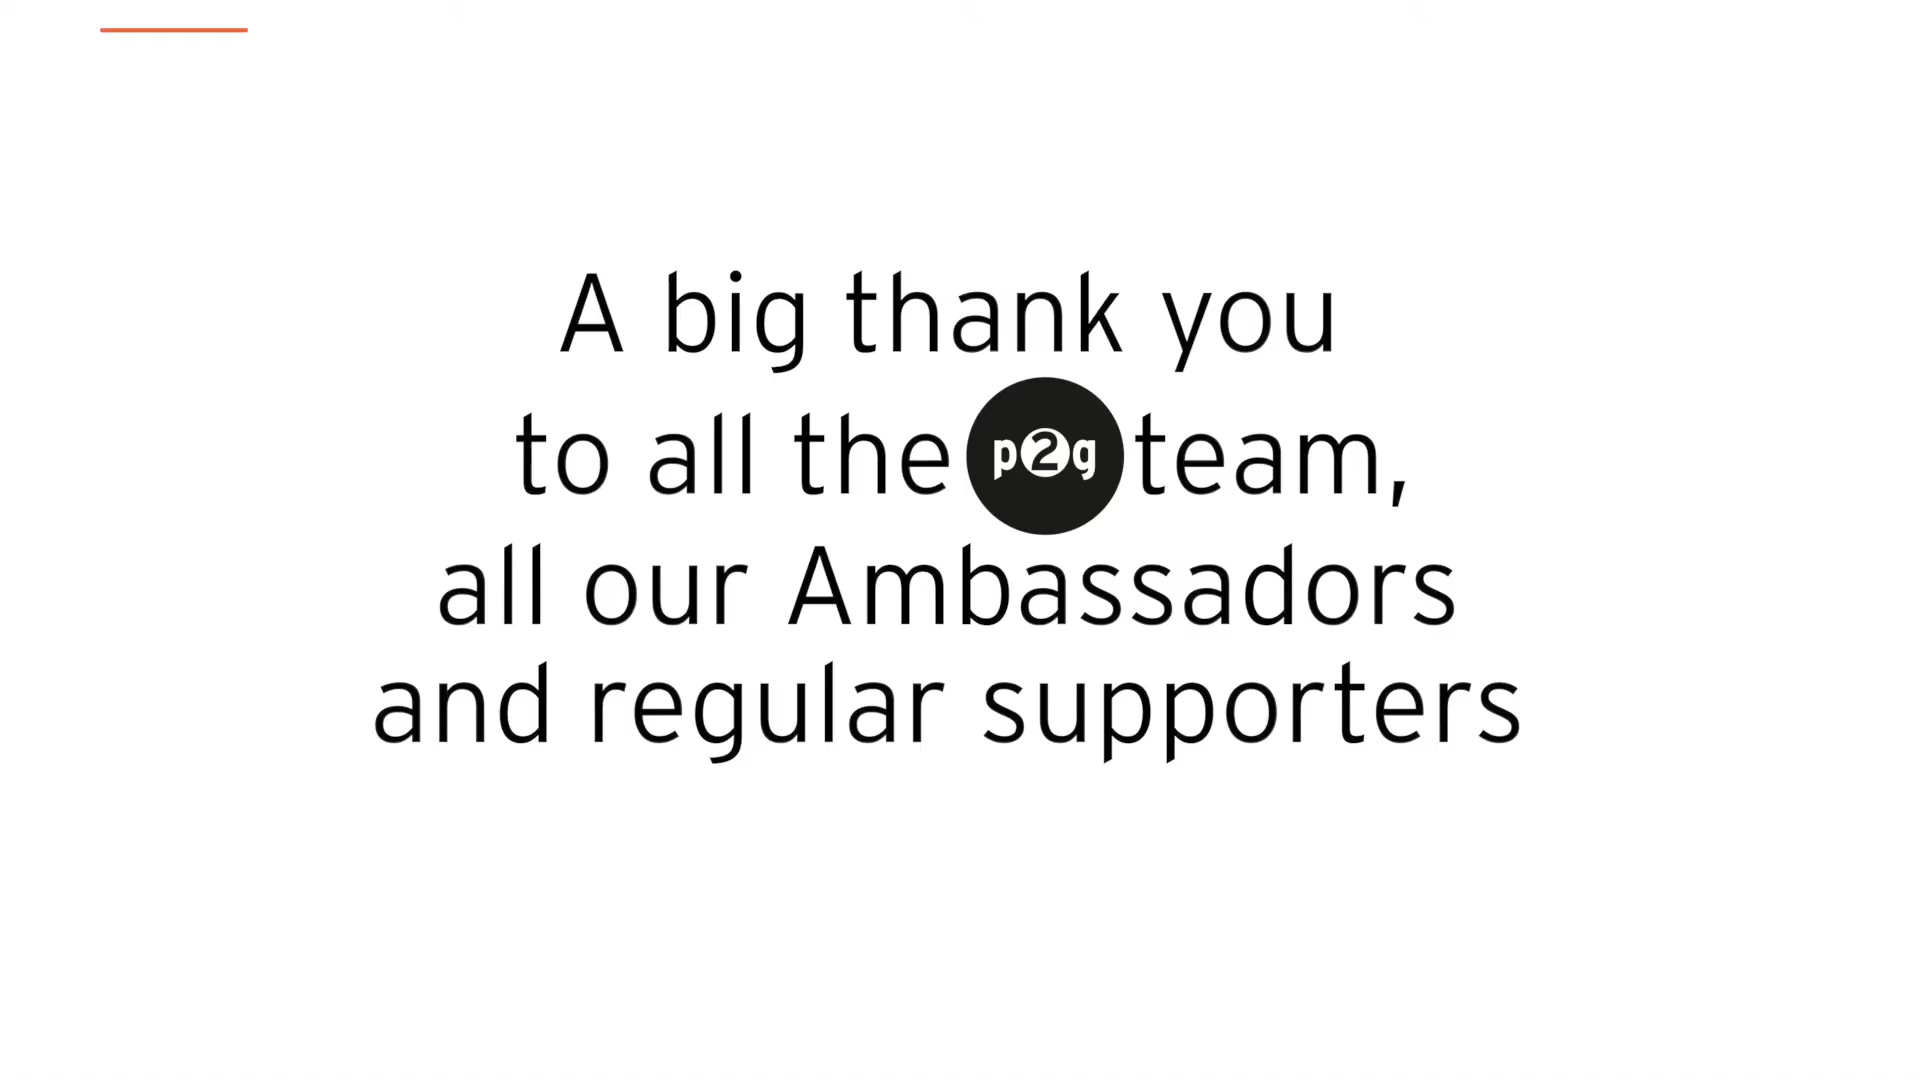 A big thank you
to all the p2g team,
all our Ambassadors
and regular supporters